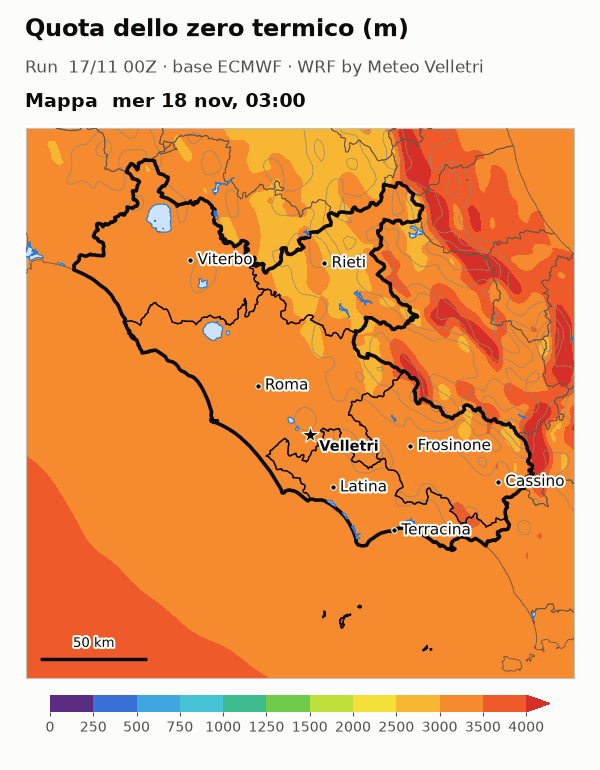 Quota dello zero termico (m)
Run  17/11 00Z · base ECMWF · WRF by Meteo Velletri
Mappa  mer 18 nov, 03:00
Viterbo
Rieti
Roma
Velletri
Frosinone
Cassino
Latina
Terracina
50 km
0 250 500 750 1000 1250 1500 2000 2500 3000 3500 4000